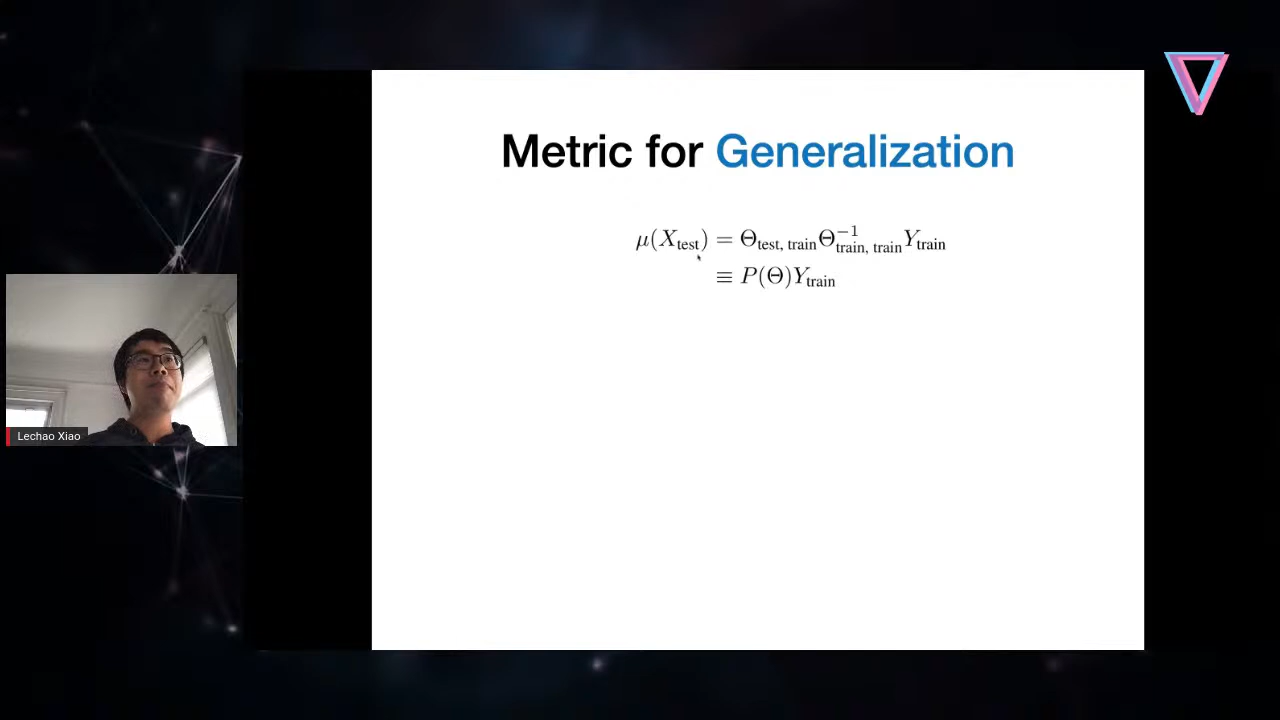 Metric for Generalization
μ(X_test) = Θ_test, train Θ^{-1}_train, train Y_train
≡ P(Θ)Y_train
Lechao Xiao